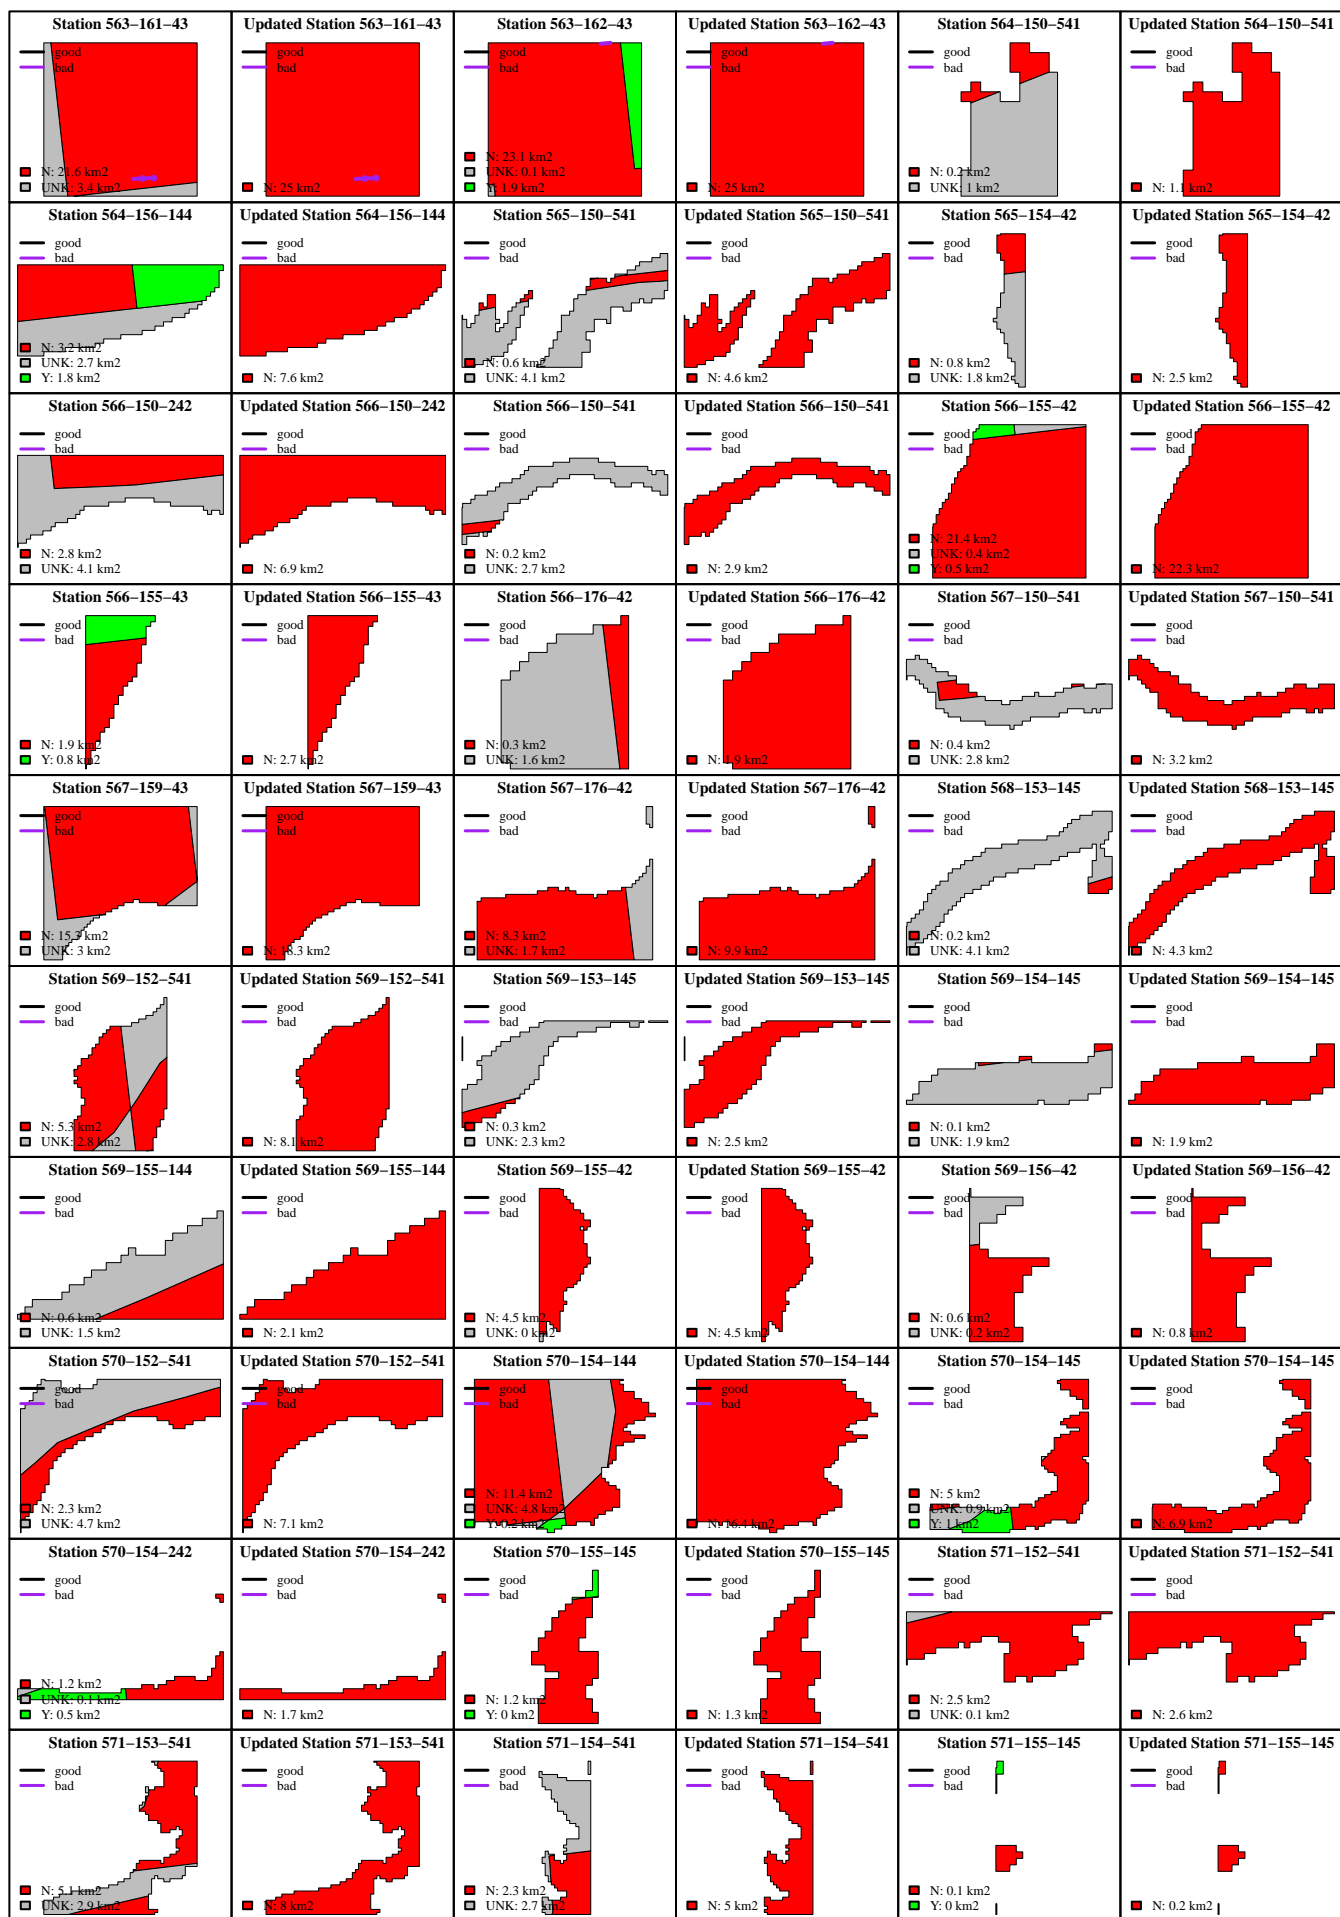 Station 563−161−43
good
bad
N: 21.6 km2
UNK: 3.4 km2
Updated Station 563−161−43
good
bad
N: 25 km2
Station 563−162−43
good
bad
N: 23.1 km2
UNK: 0.1 km2
Y: 1.9 km2
Updated Station 563−162−43
good
bad
N: 25 km2
Station 564−150−541
good
bad
N: 0.2 km2
UNK: 1 km2
Updated Station 564−150−541
good
bad
N: 1.1 km2
Station 564−156−144
good
bad
N: 3.2 km2
UNK: 2.7 km2
Y: 1.8 km2
Updated Station 564−156−144
good
bad
N: 7.6 km2
Station 565−150−541
good
bad
N: 0.6 km2
UNK: 4.1 km2
Updated Station 565−150−541
good
bad
N: 4.6 km2
Station 565−154−42
good
bad
N: 0.8 km2
UNK: 1.8 km2
Updated Station 565−154−42
good
bad
N: 2.5 km2
Station 566−150−242
good
bad
N: 2.8 km2
UNK: 4.1 km2
Updated Station 566−150−242
good
bad
N: 6.9 km2
Station 566−150−541
good
bad
N: 0.2 km2
UNK: 2.7 km2
Updated Station 566−150−541
good
bad
N: 2.9 km2
Station 566−155−42
good
bad
N: 21.4 km2
UNK: 0.4 km2
Y: 0.5 km2
Updated Station 566−155−42
good
bad
N: 22.3 km2
Station 566−155−43
good
bad
N: 1.9 km2
Y: 0.8 km2
Updated Station 566−155−43
good
bad
N: 2.7 km2
Station 566−176−42
good
bad
N: 0.3 km2
UNK: 1.6 km2
Updated Station 566−176−42
good
bad
N: 1.9 km2
Station 567−150−541
good
bad
N: 0.4 km2
UNK: 2.8 km2
Updated Station 567−150−541
good
bad
N: 3.2 km2
Station 567−159−43
good
bad
N: 15.3 km2
UNK: 3 km2
Updated Station 567−159−43
good
bad
N: 18.3 km2
Station 567−176−42
good
bad
N: 8.3 km2
UNK: 1.7 km2
Updated Station 567−176−42
good
bad
N: 9.9 km2
Station 568−153−145
good
bad
N: 0.2 km2
UNK: 4.1 km2
Updated Station 568−153−145
good
bad
N: 4.3 km2
Station 569−152−541
good
bad
N: 5.3 km2
UNK: 2.8 km2
Updated Station 569−152−541
good
bad
N: 8.1 km2
Station 569−153−145
good
bad
N: 0.3 km2
UNK: 2.3 km2
Updated Station 569−153−145
good
bad
N: 2.5 km2
Station 569−154−145
good
bad
N: 0.1 km2
UNK: 1.9 km2
Updated Station 569−154−145
good
bad
N: 1.9 km2
Station 569−155−144
good
bad
N: 0.6 km2
UNK: 1.5 km2
Updated Station 569−155−144
good
bad
N: 2.1 km2
Station 569−155−42
good
bad
N: 4.5 km2
UNK: 0 km2
Updated Station 569−155−42
good
bad
N: 4.5 km2
Station 569−156−42
good
bad
N: 0.6 km2
UNK: 0.2 km2
Updated Station 569−156−42
good
bad
N: 0.8 km2
Station 570−152−541
good
bad
N: 2.3 km2
UNK: 4.7 km2
Updated Station 570−152−541
good
bad
N: 7.1 km2
Station 570−154−144
good
bad
N: 11.4 km2
UNK: 4.8 km2
Y: 0.2 km2
Updated Station 570−154−144
good
bad
N: 16.4 km2
Station 570−154−145
good
bad
N: 5 km2
UNK: 0.9 km2
Y: 1 km2
Updated Station 570−154−145
good
bad
N: 6.9 km2
Station 570−154−242
good
bad
N: 1.2 km2
UNK: 0.1 km2
Y: 0.5 km2
Updated Station 570−154−242
good
bad
N: 1.7 km2
Station 570−155−145
good
bad
N: 1.2 km2
Y: 0 km2
Updated Station 570−155−145
good
bad
N: 1.3 km2
Station 571−152−541
good
bad
N: 2.5 km2
UNK: 0.1 km2
Updated Station 571−152−541
good
bad
N: 2.6 km2
Station 571−153−541
good
bad
N: 5.1 km2
UNK: 2.9 km2
Updated Station 571−153−541
good
bad
N: 8 km2
Station 571−154−541
good
bad
N: 2.3 km2
UNK: 2.7 km2
Updated Station 571−154−541
good
bad
N: 5 km2
Station 571−155−145
good
bad
N: 0.1 km2
Y: 0 km2
Updated Station 571−155−145
good
bad
N: 0.2 km2